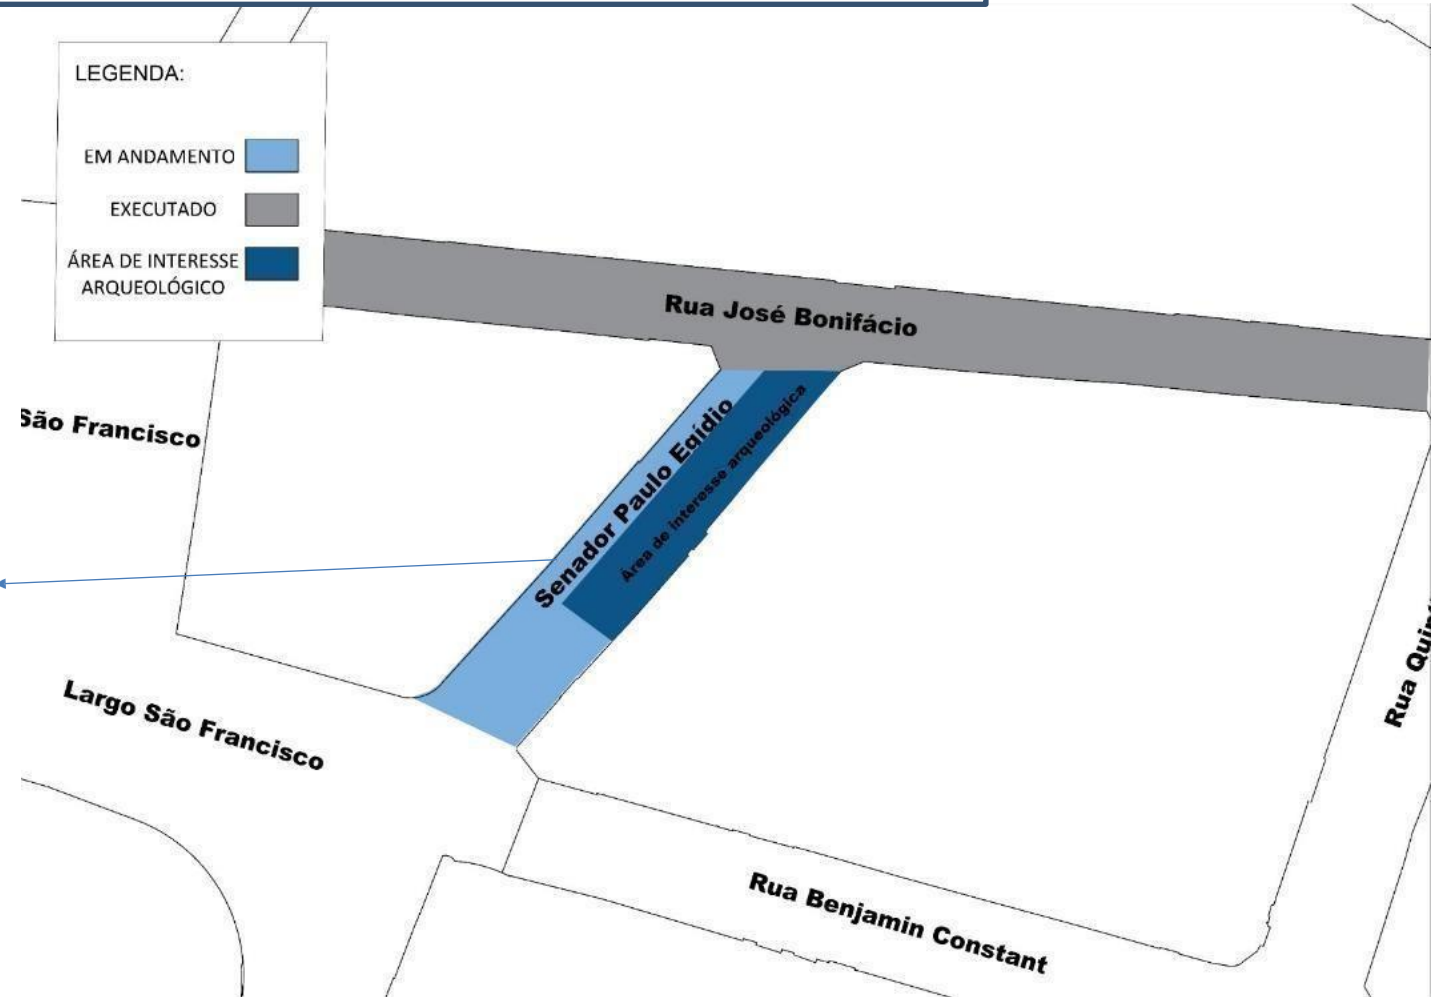 LEGENDA:
EM ANDAMENTO
EXECUTADO
ÁREA DE INTERESSE
ARQUEOLÓGICO
Rua José Bonifácio
São Francisco
Senador Paulo Egídio
Área de interesse arqueológica
Largo São Francisco
Rua
Rua Benjamin Constant